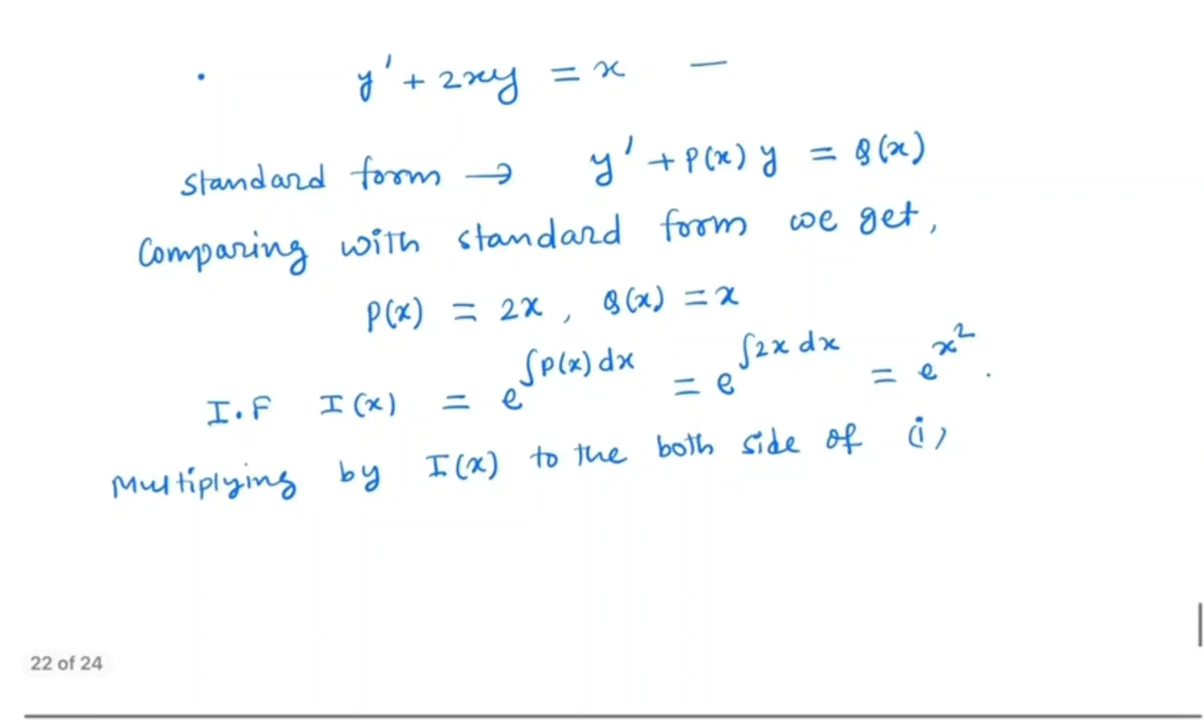 . y' + 2xy = x —
standard form → y' + P(x) y = Q(x)
Comparing with standard form we get,
P(x) = 2x , Q(x) = x
I.F I(x) = e^∫P(x) dx = e^∫2x dx = e^x² .
Multiplying by I(x) to the both side of (i)
22 of 24